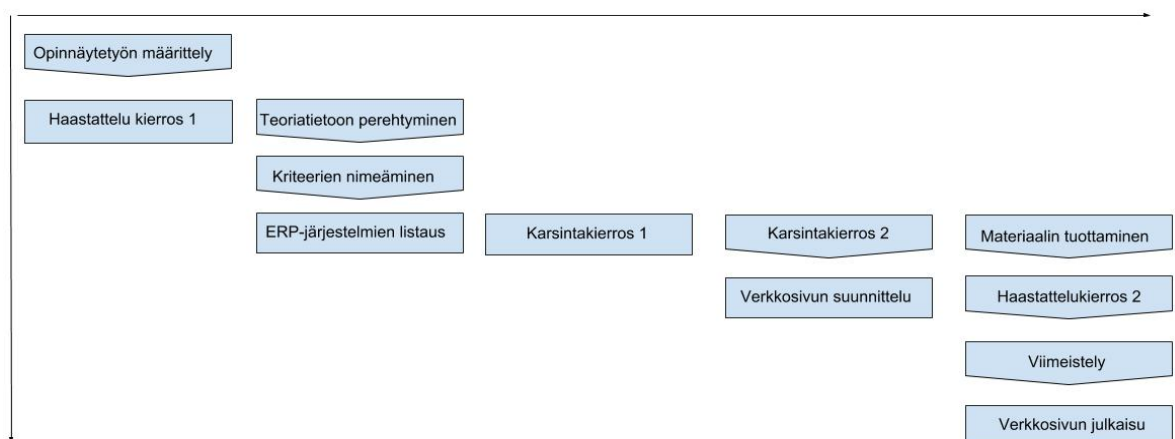 Opinnäytetyön määrittely
Haastattelu kierros 1
Teoriatietoon perehtyminen
Kriteerien nimeäminen
ERP-järjestelmien listaus
Karsintakierros 1
Karsintakierros 2
Verkkosivun suunnittelu
Materiaalin tuottaminen
Haastattelukierros 2
Viimeistely
Verkkosivun julkaisu